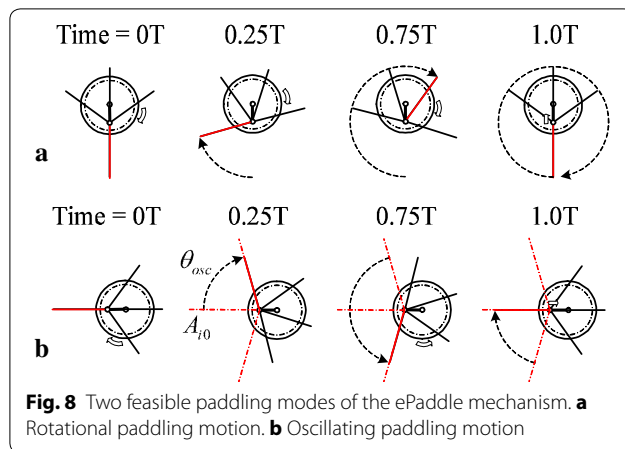 Time = 0T 0.25T 0.75T 1.0T
a
Time = 0T 0.25T 0.75T 1.0T
θosc
Ai0
b
Fig. 8 Two feasible paddling modes of the ePaddle mechanism. a
Rotational paddling motion. b Oscillating paddling motion